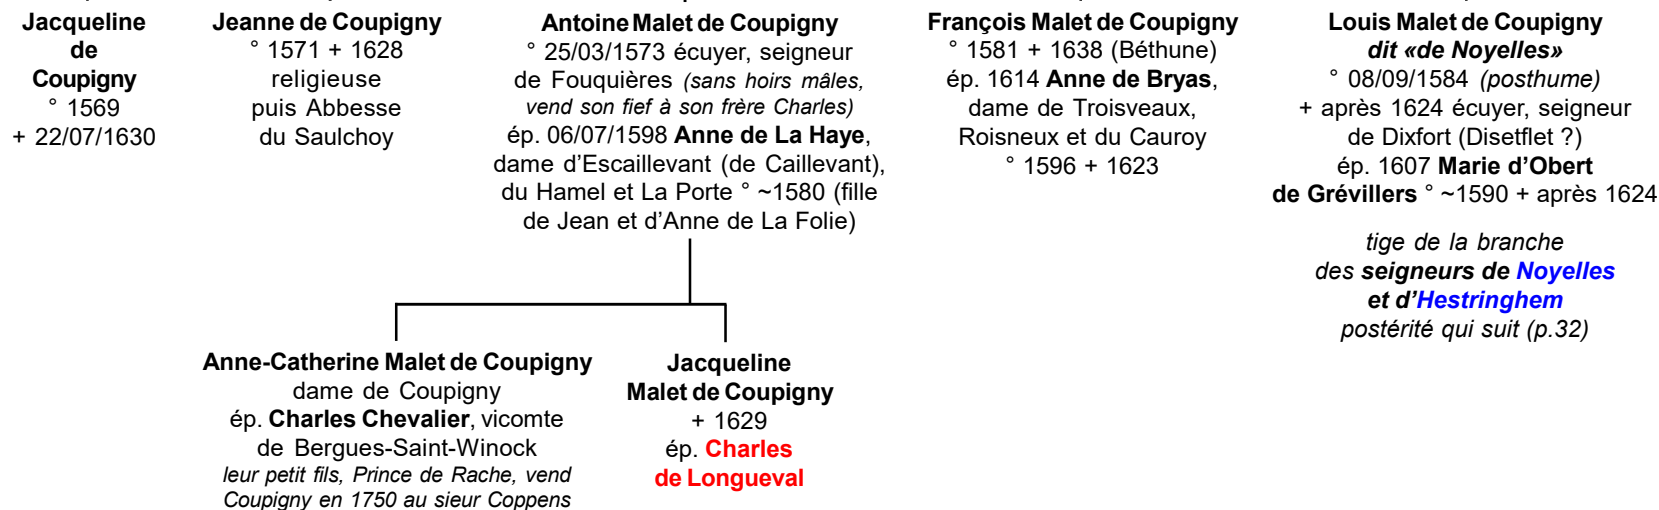 Jacqueline
de
Coupigny
° 1569
+ 22/07/1630
Jeanne de Coupigny
° 1571 + 1628
religieuse
puis Abbesse
du Saulchoy
Antoine Malet de Coupigny
° 25/03/1573 écuyer, seigneur
de Fouquières (sans hoirs mâles,
vend son fief à son frère Charles)
ép. 06/07/1598 Anne de La Haye,
dame d’Escaillevant (de Caillevant),
du Hamel et La Porte ° ~1580 (fille
de Jean et d’Anne de La Folie)
François Malet de Coupigny
° 1581 + 1638 (Béthune)
ép. 1614 Anne de Bryas,
dame de Troisveaux,
Roisneux et du Cauroy
° 1596 + 1623
Louis Malet de Coupigny
dit «de Noyelles»
° 08/09/1584 (posthume)
+ après 1624 écuyer, seigneur
de Dixfort (Disetflet ?)
ép. 1607 Marie d’Obert
de Grévillers ° ~1590 + après 1624
tige de la branche
des seigneurs de Noyelles
et d’Hestringhem
postérité qui suit (p.32)
Anne-Catherine Malet de Coupigny
dame de Coupigny
ép. Charles Chevalier, vicomte
de Bergues-Saint-Winock
leur petit fils, Prince de Rache, vend
Coupigny en 1750 au sieur Coppens
Jacqueline
Malet de Coupigny
+ 1629
ép. Charles
de Longueval